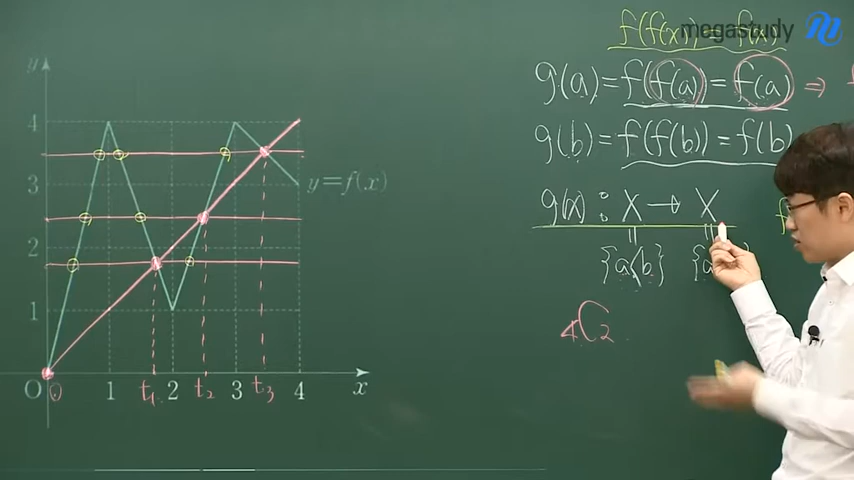 megastudy
f(f(x)) = f(x)
g(a) = f(f(a)) = f(a) ⇒ f
g(b) = f(f(b)) = f(b)
g(x) : X → X
{a<b} {a
₄C₂
y
4
3
2
1
y=f(x)
O 0 1 t₁ 2 t₂ 3 t₃ 4 x